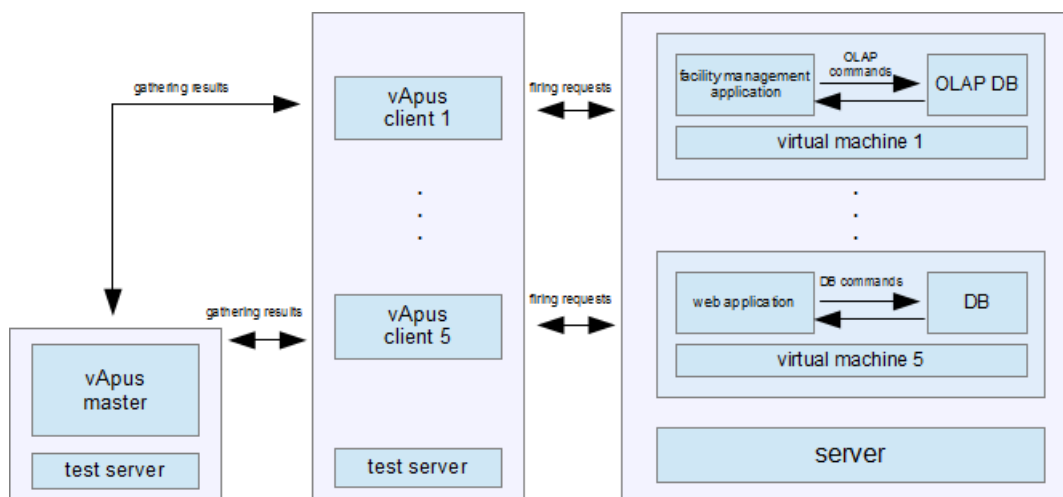 gathering results
vApus
client 1
firing requests
facility management
application
OLAP
commands
OLAP DB
virtual machine 1
gathering results
vApus
client 5
firing requests
web application
DB commands
DB
virtual machine 5
vApus
master
test server
test server
server